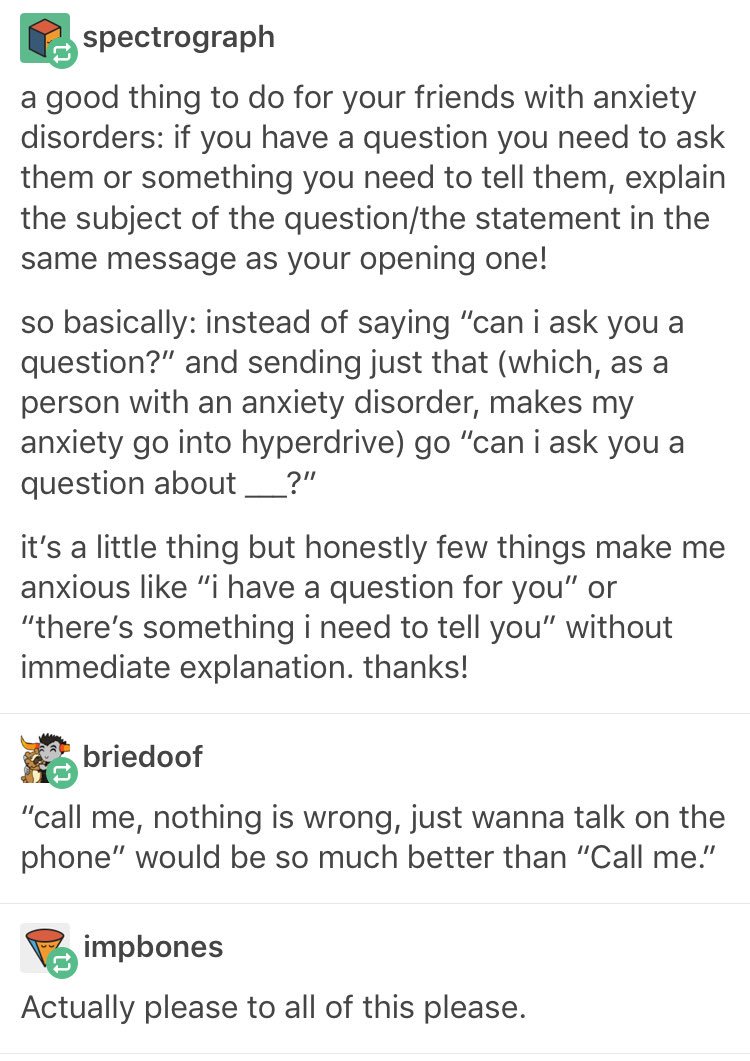 spectrograph
a good thing to do for your friends with anxiety
disorders: if you have a question you need to ask
them or something you need to tell them, explain
the subject of the question/the statement in the
same message as your opening one!
so basically: instead of saying “can i ask you a
question?” and sending just that (which, as a
person with an anxiety disorder, makes my
anxiety go into hyperdrive) go “can i ask you a
question about ___?”
it’s a little thing but honestly few things make me
anxious like “i have a question for you” or
“there’s something i need to tell you” without
immediate explanation. thanks!
briedoof
“call me, nothing is wrong, just wanna talk on the
phone” would be so much better than “Call me.”
impbones
Actually please to all of this please.